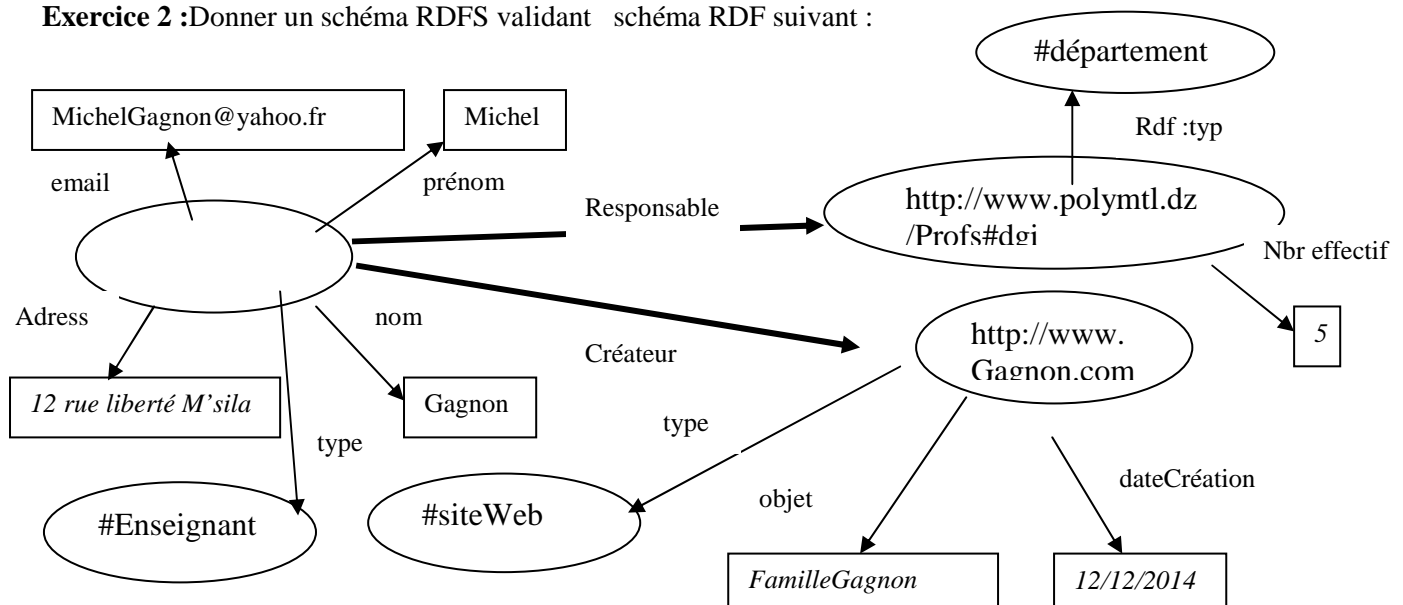 Exercice 2 :Donner un schéma RDFS validant schéma RDF suivant :
#département
MichelGagnon@yahoo.fr
Michel
Rdf :typ
email
prénom
Responsable
http://www.polymtl.dz
/Profs#dgi
Nbr effectif
Adress
nom
Créateur
http://www.
Gagnon.com
5
12 rue liberté M'sila
Gagnon
type
type
#Enseignant
#siteWeb
objet
dateCréation
FamilleGagnon
12/12/2014